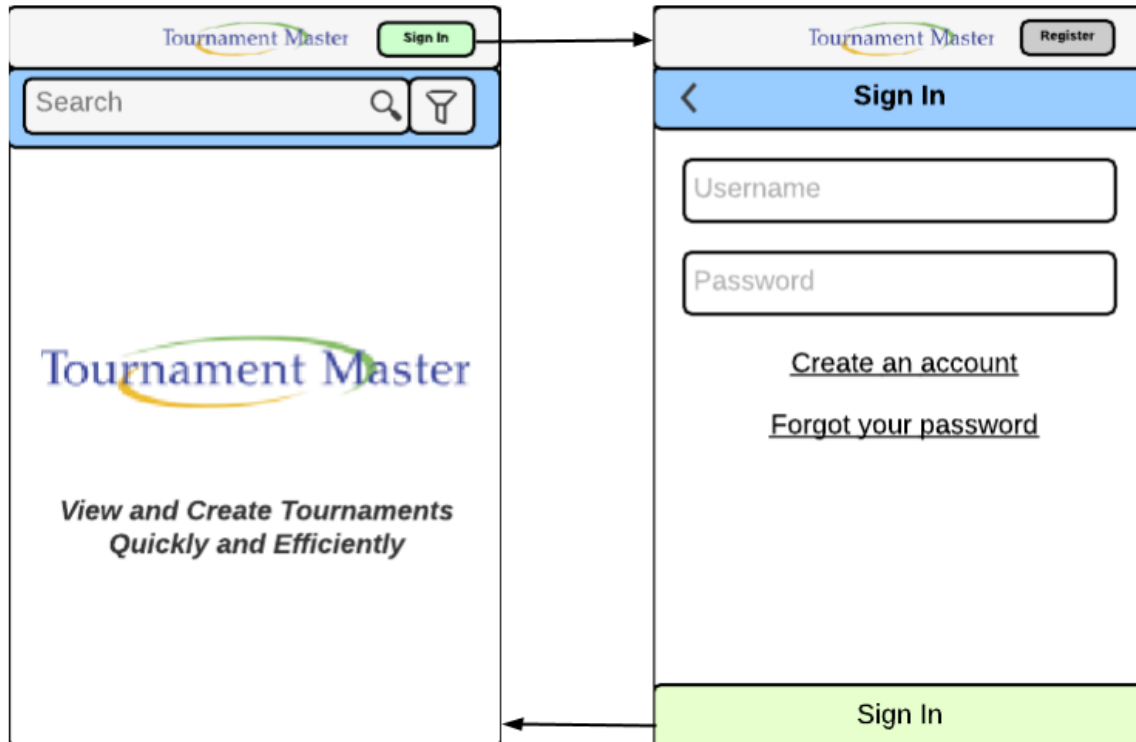 Tournament Master
Sign In
Search
Tournament Master
View and Create Tournaments
Quickly and Efficiently
Tournament Master
Register
Sign In
Username
Password
Create an account
Forgot your password
Sign In